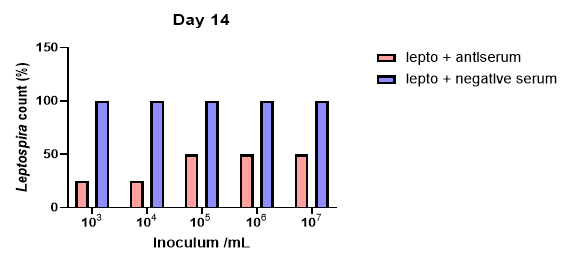 Day 14
150
100
50
0
Leptospira count (%)
10³ 10⁴ 10⁵ 10⁶ 10⁷
Inoculum /mL
lepto + antiserum
lepto + negative serum